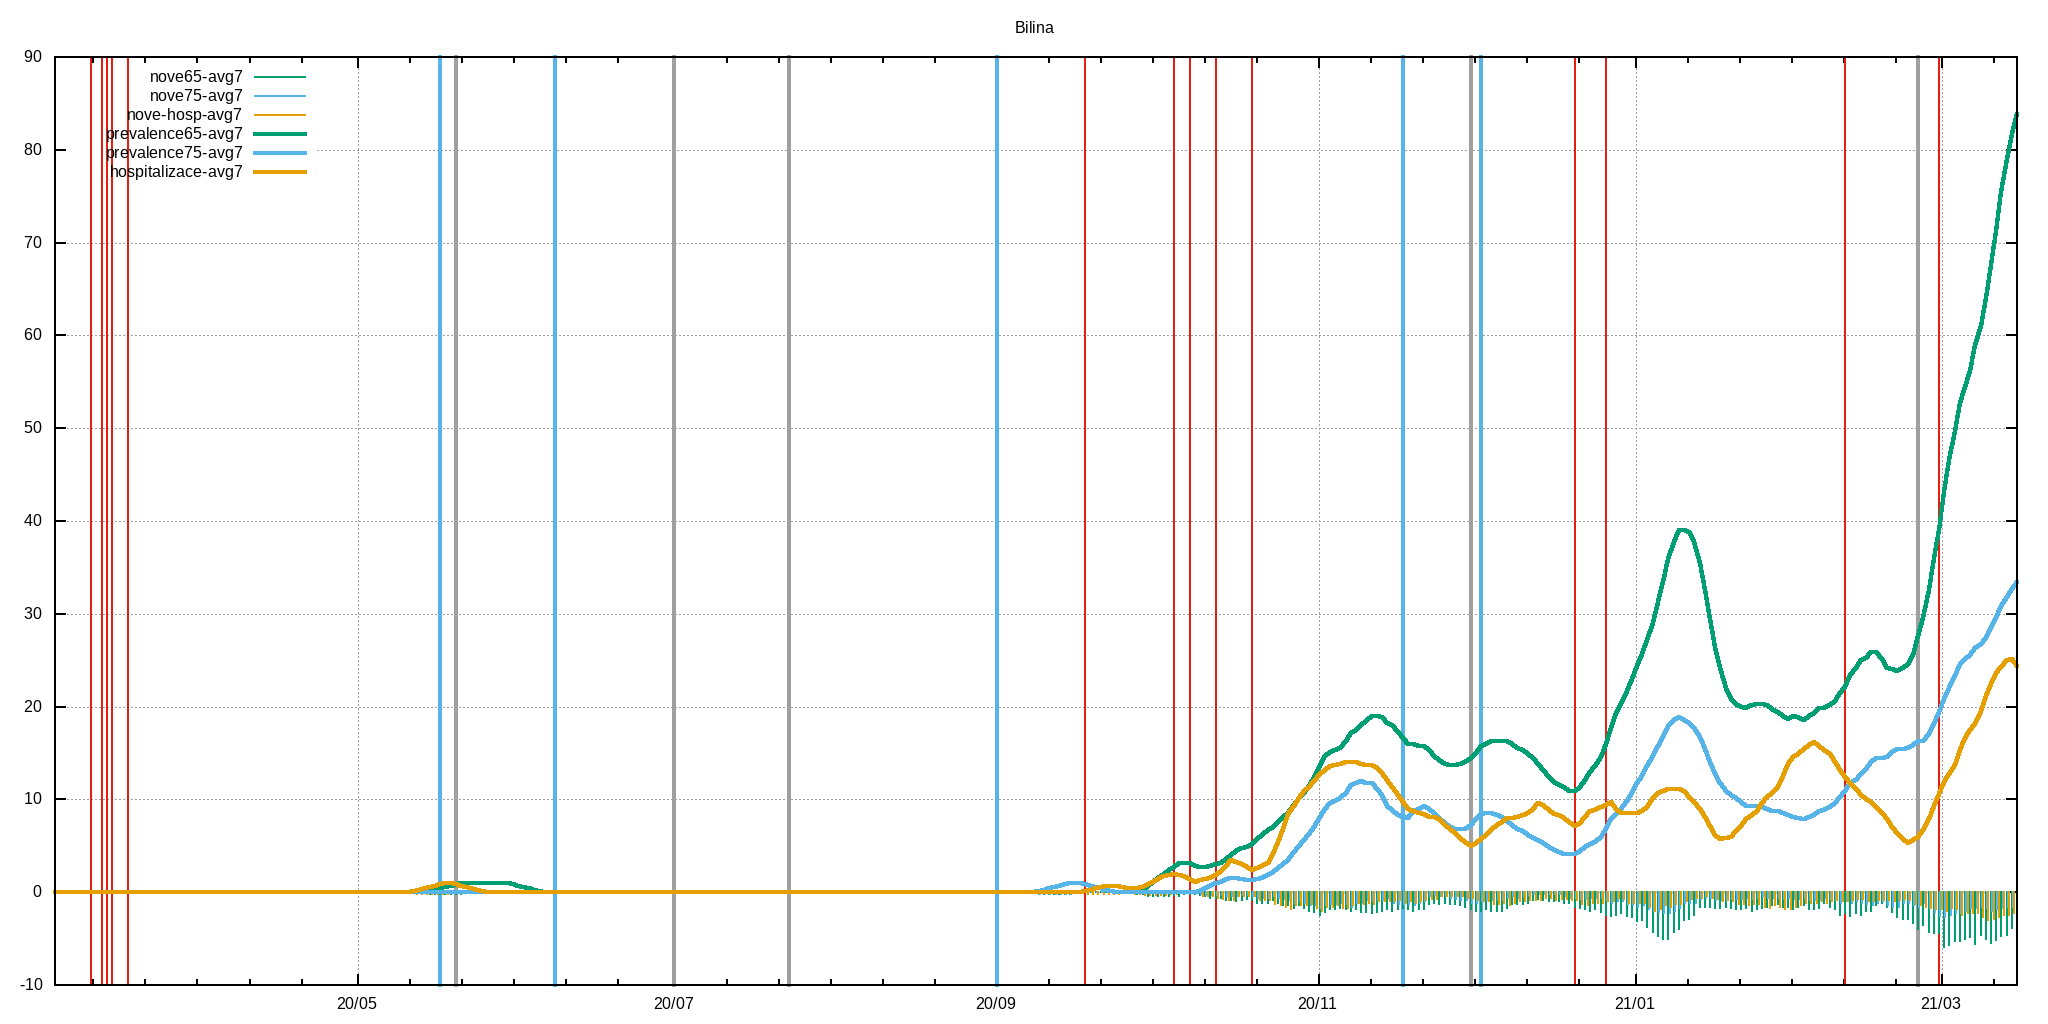 Bilina
90
80
70
60
50
40
30
20
10
0
-10
nove65-avg7
nove75-avg7
nove-hosp-avg7
prevalence65-avg7
prevalence75-avg7
hospitalizace-avg7
20/05 20/07 20/09 20/11 21/01 21/03